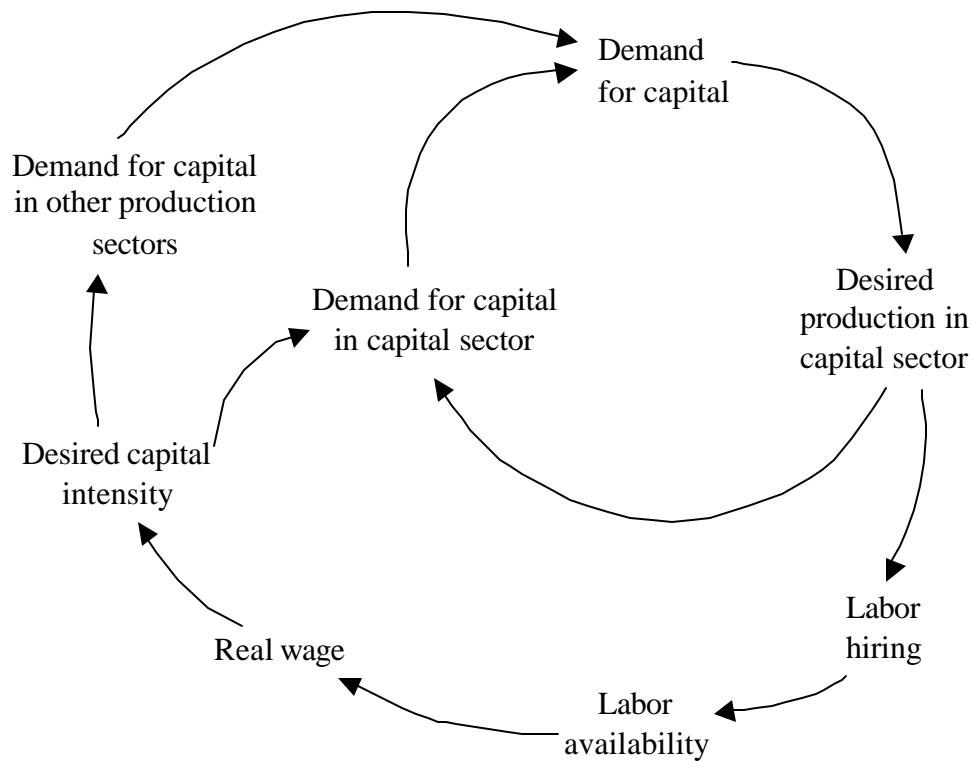 Demand
for capital
Demand for capital
in other production
sectors
Demand for capital
in capital sector
Desired
production in
capital sector
Desired capital
intensity
Labor
hiring
Real wage
Labor
availability